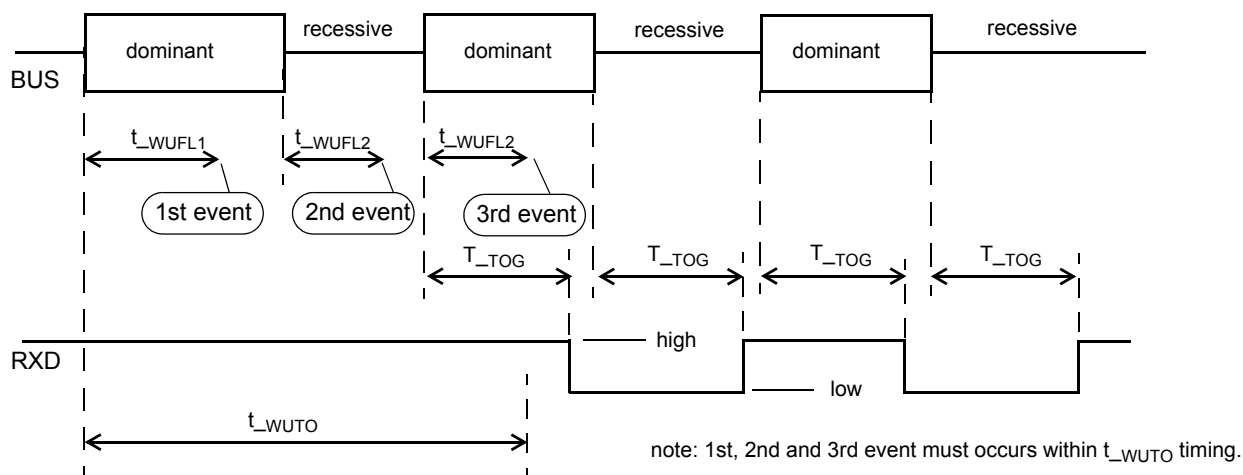 recessive recessive recessive
dominant dominant dominant
BUS
t_WUFL1 t_WUFL2 t_WUFL2
1st event 2nd event 3rd event
T_TOG T_TOG T_TOG T_TOG
high
RXD
low
t_WUTO
note: 1st, 2nd and 3rd event must occurs within t_WUTO timing.